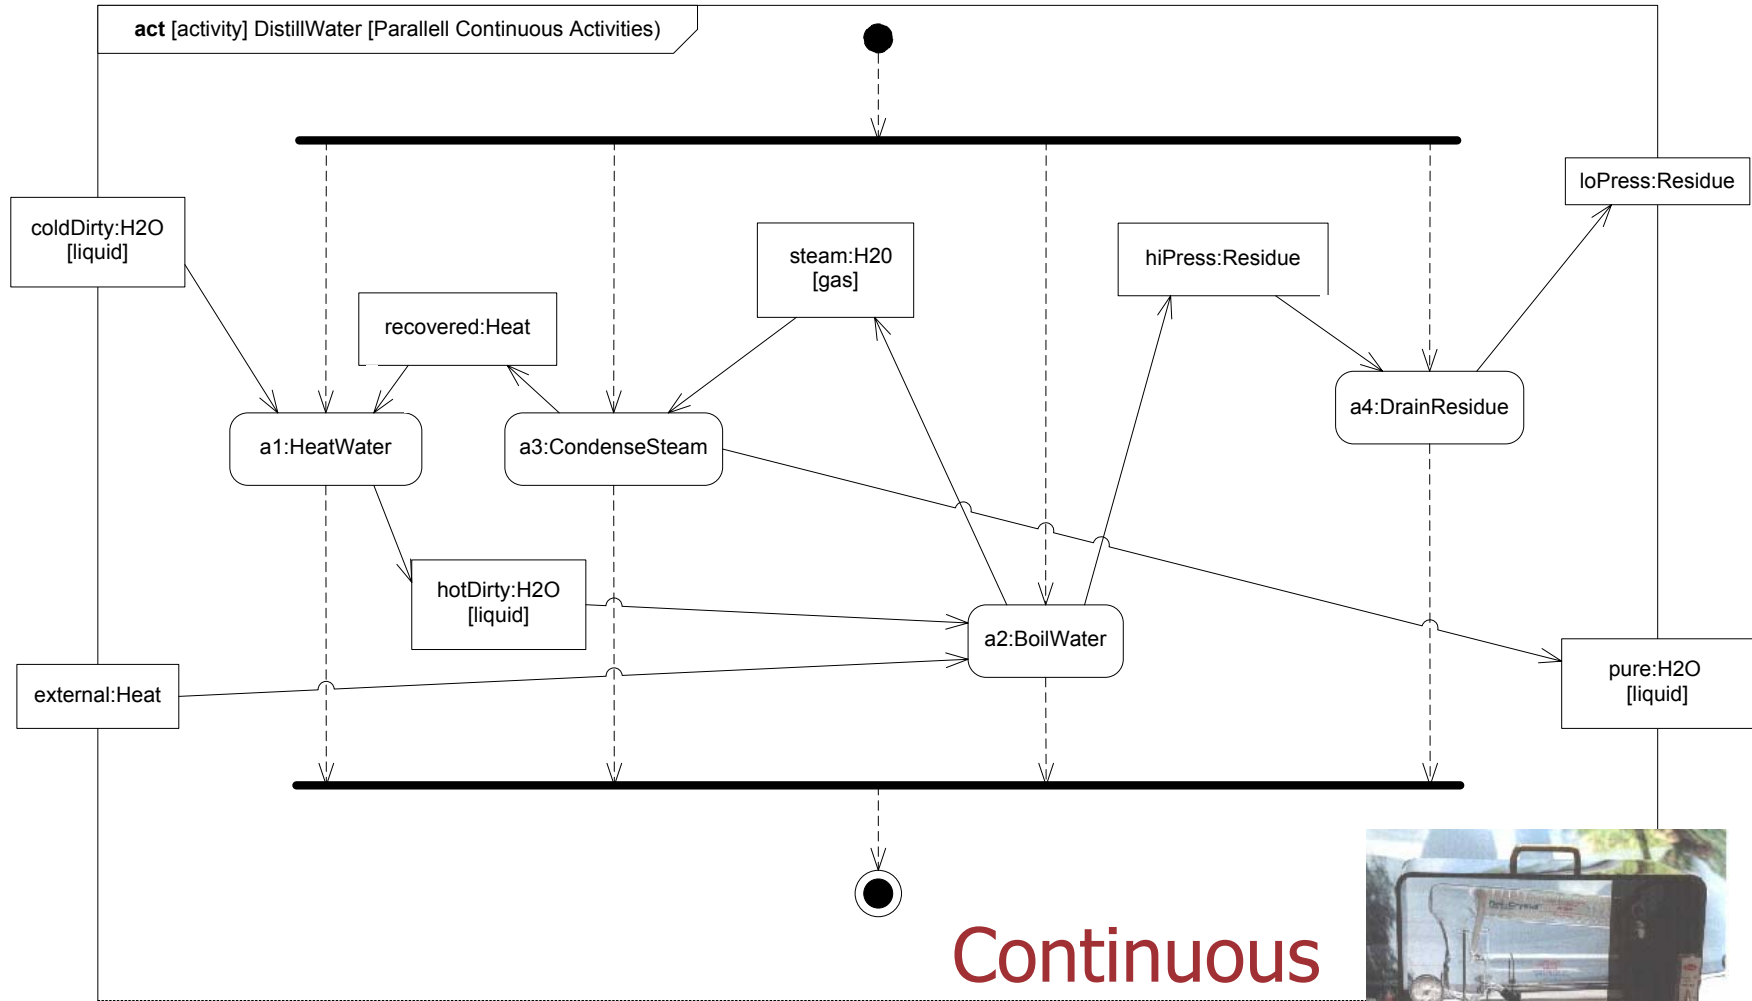 act [activity] DistillWater [Parallell Continuous Activities)
loPress:Residue
coldDirty:H2O
[liquid]
steam:H20
[gas]
hiPress:Residue
recovered:Heat
a4:DrainResidue
a1:HeatWater
a3:CondenseSteam
hotDirty:H2O
[liquid]
a2:BoilWater
external:Heat
pure:H2O
[liquid]
Continuous